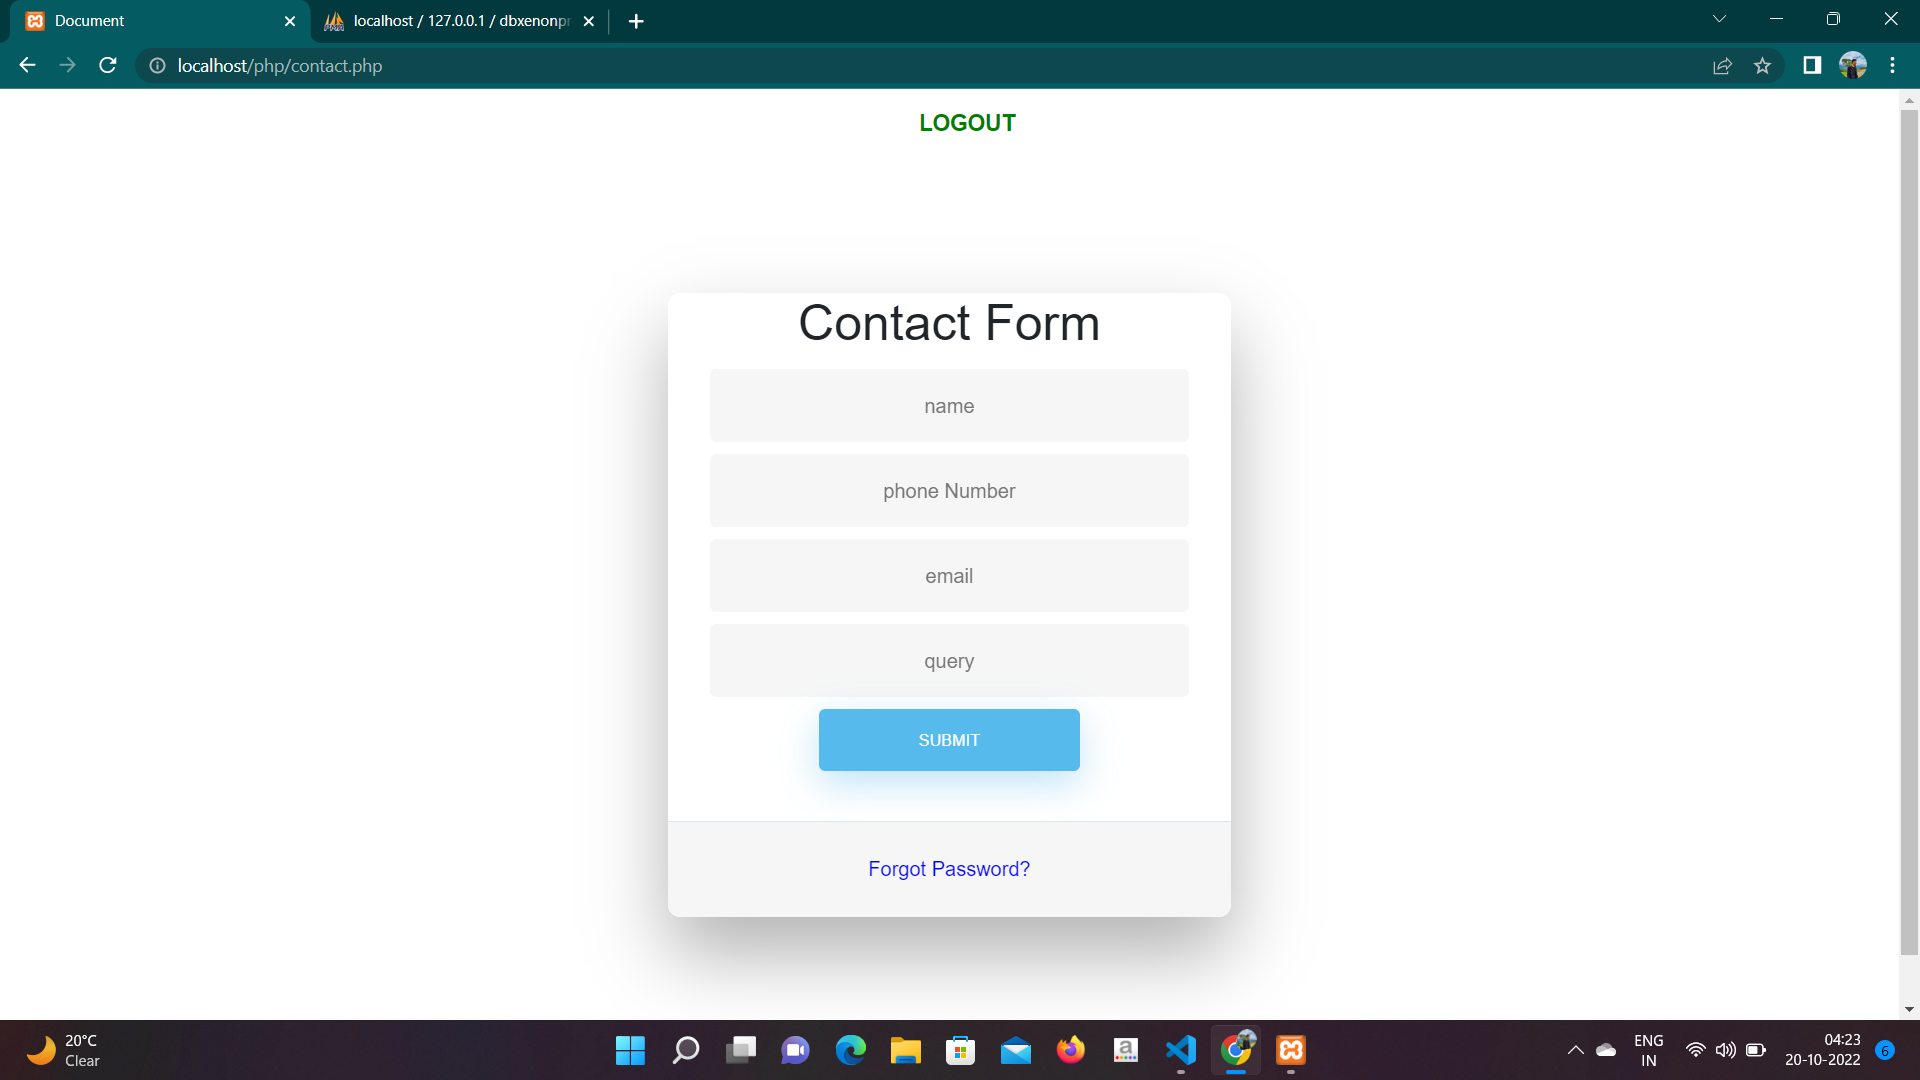 Document
localhost / 127.0.0.1 / dbxenonpr
localhost/php/contact.php
LOGOUT
Contact Form
name
phone Number
email
query
SUBMIT
Forgot Password?
20°C
Clear
ENG
IN
04:23
20-10-2022
6